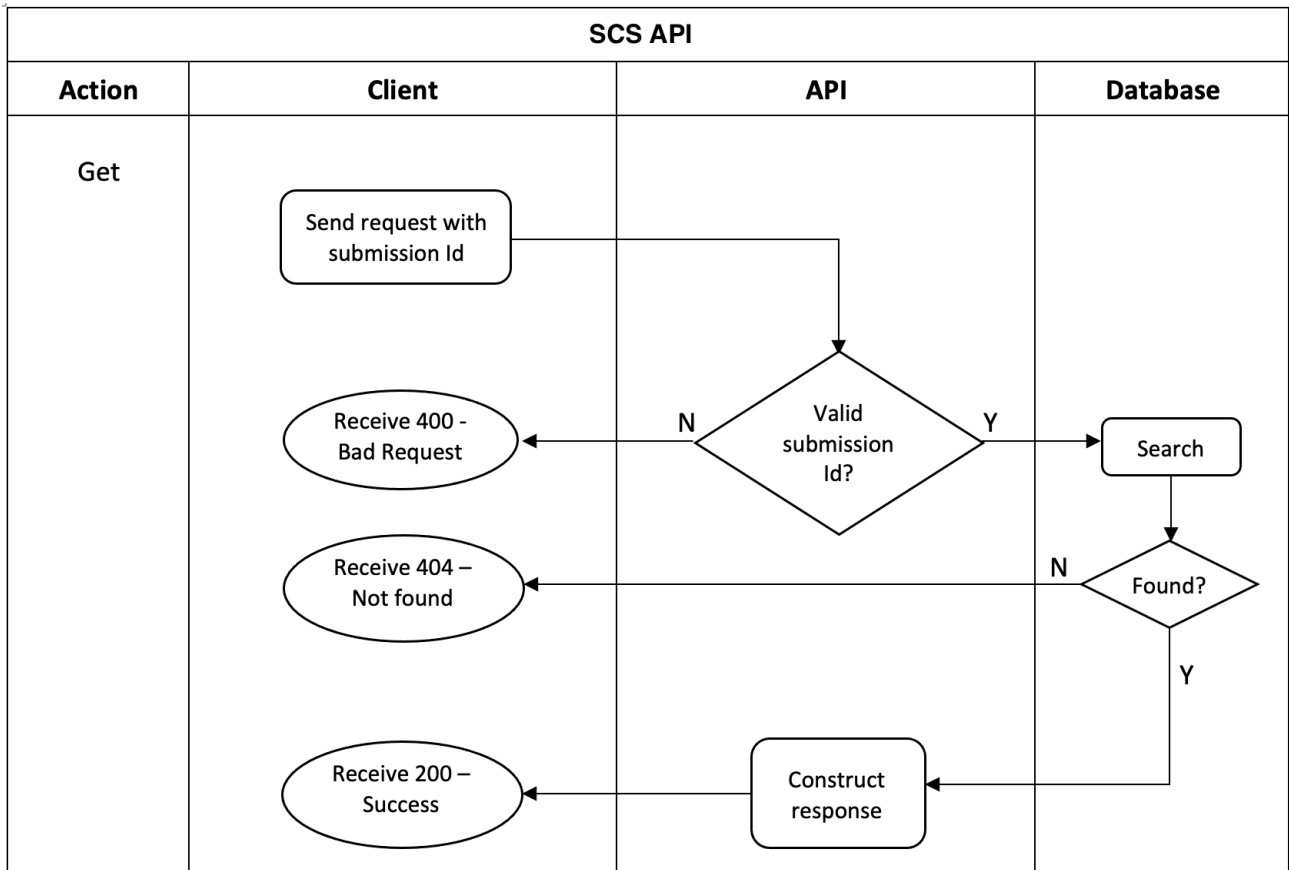 SCS API
Action
Client
API
Database
Get
Send request with
submission Id
Receive 400 -
Bad Request
N
Valid
submission
Id?
Y
Search
Receive 404 –
Not found
N
Found?
Y
Receive 200 –
Success
Construct
response